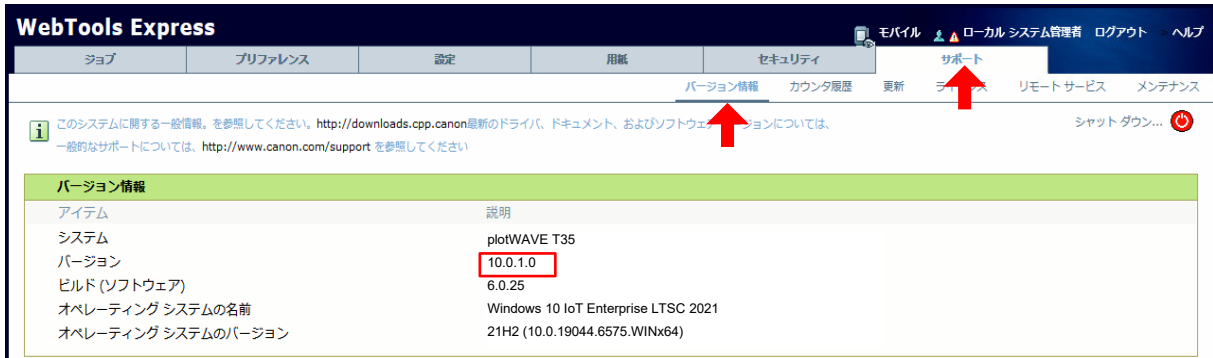 WebTools Express
モバイル ローカル システム管理者 ログアウト ヘルプ
ジョブ プリファレンス 設定 用紙 セキュリティ サポート
バージョン情報 カウンタ履歴 更新 リモート サービス メンテナンス
このシステムに関する一般情報。を参照してください。http://downloads.cpp.canon最新のドライバ、ドキュメント、およびソフトウェ ージョンについては、
一般的なサポートについては、http://www.canon.com/support を参照してください
シャット ダウン...
バージョン情報
アイテム 説明
システム plotWAVE T35
バージョン 10.0.1.0
ビルド (ソフトウェア) 6.0.25
オペレーティング システムの名前 Windows 10 IoT Enterprise LTSC 2021
オペレーティング システムのバージョン 21H2 (10.0.19044.6575.WINx64)